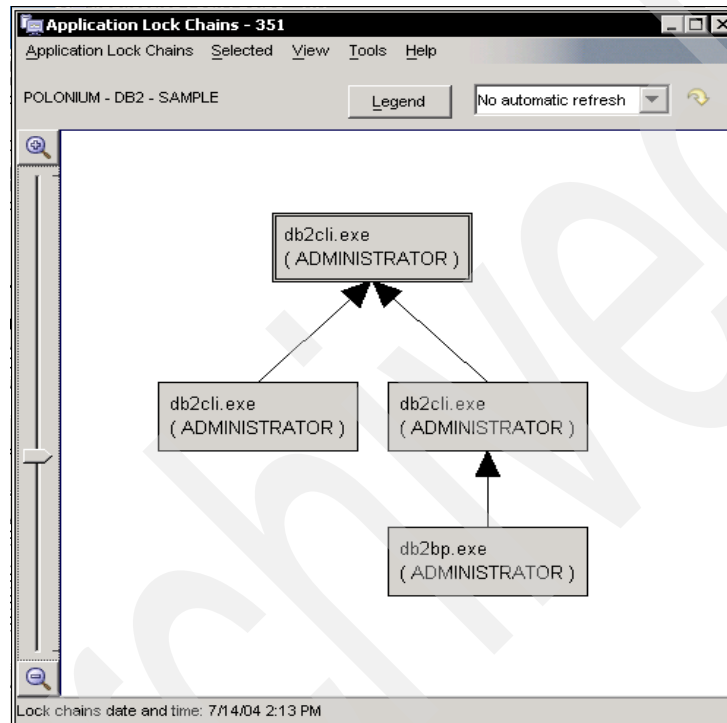 Application Lock Chains - 351
Application Lock Chains Selected View Tools Help
POLONIUM - DB2 - SAMPLE Legend No automatic refresh
db2cli.exe
( ADMINISTRATOR )
db2cli.exe db2cli.exe
( ADMINISTRATOR ) ( ADMINISTRATOR )
db2bp.exe
( ADMINISTRATOR )
Lock chains date and time: 7/14/04 2:13 PM